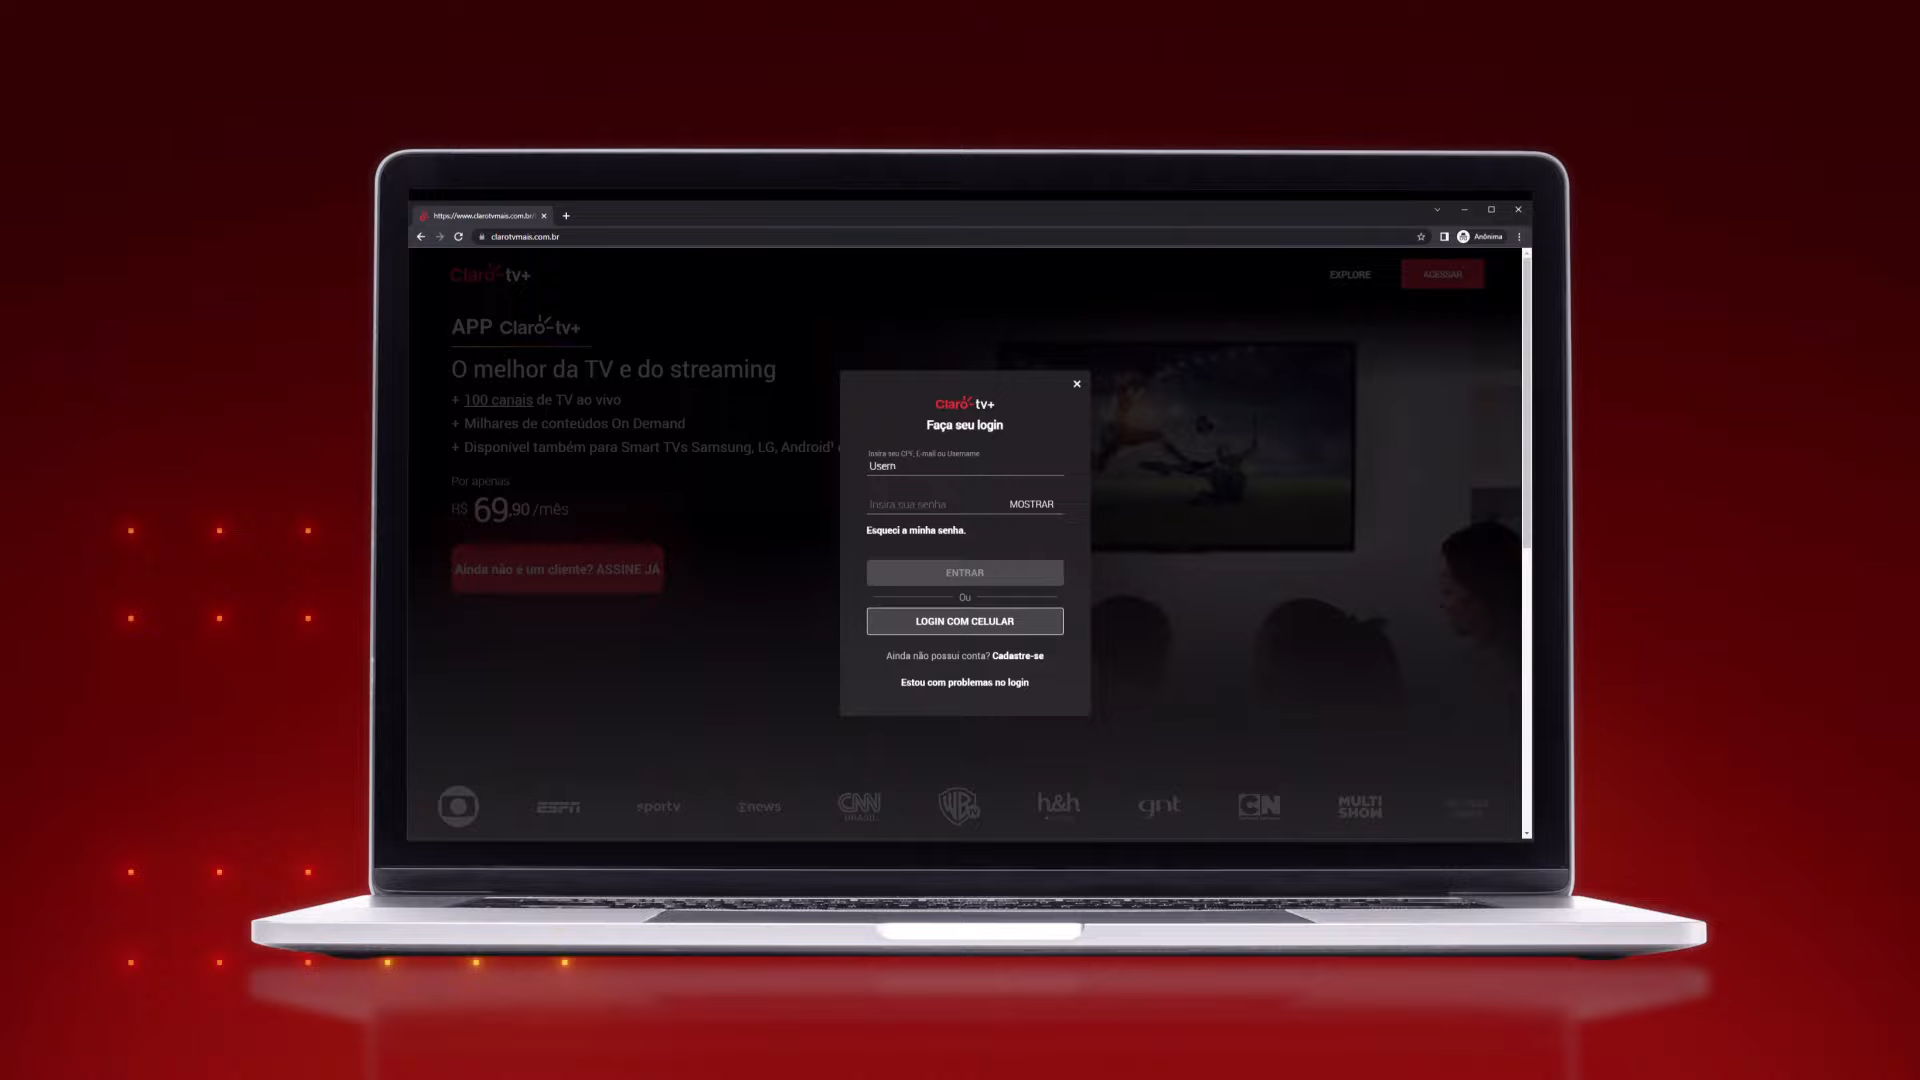 https://www.clarotvmais.com.br/
clarotvmais.com.br
Anônima
Claro tv+
EXPLORE
ACESSAR
APP Claro tv+
O melhor da TV e do streaming
+ 100 canais de TV ao vivo
+ Milhares de conteúdos On Demand
+ Disponível também para Smart TVs Samsung, LG, Android¹
Por apenas
R$ 69,90 /mês
Ainda não é um cliente? ASSINE JÁ
Claro tv+
Faça seu login
Insira seu CPF, E-mail ou Username
Usern
Insira sua senha
MOSTRAR
Esqueci a minha senha.
ENTRAR
Ou
LOGIN COM CELULAR
Ainda não possui conta? Cadastre-se
Estou com problemas no login
ESPN
sportv
news
CNN BRASIL
WB
h&h
gnt
CN
MULTI SHOW